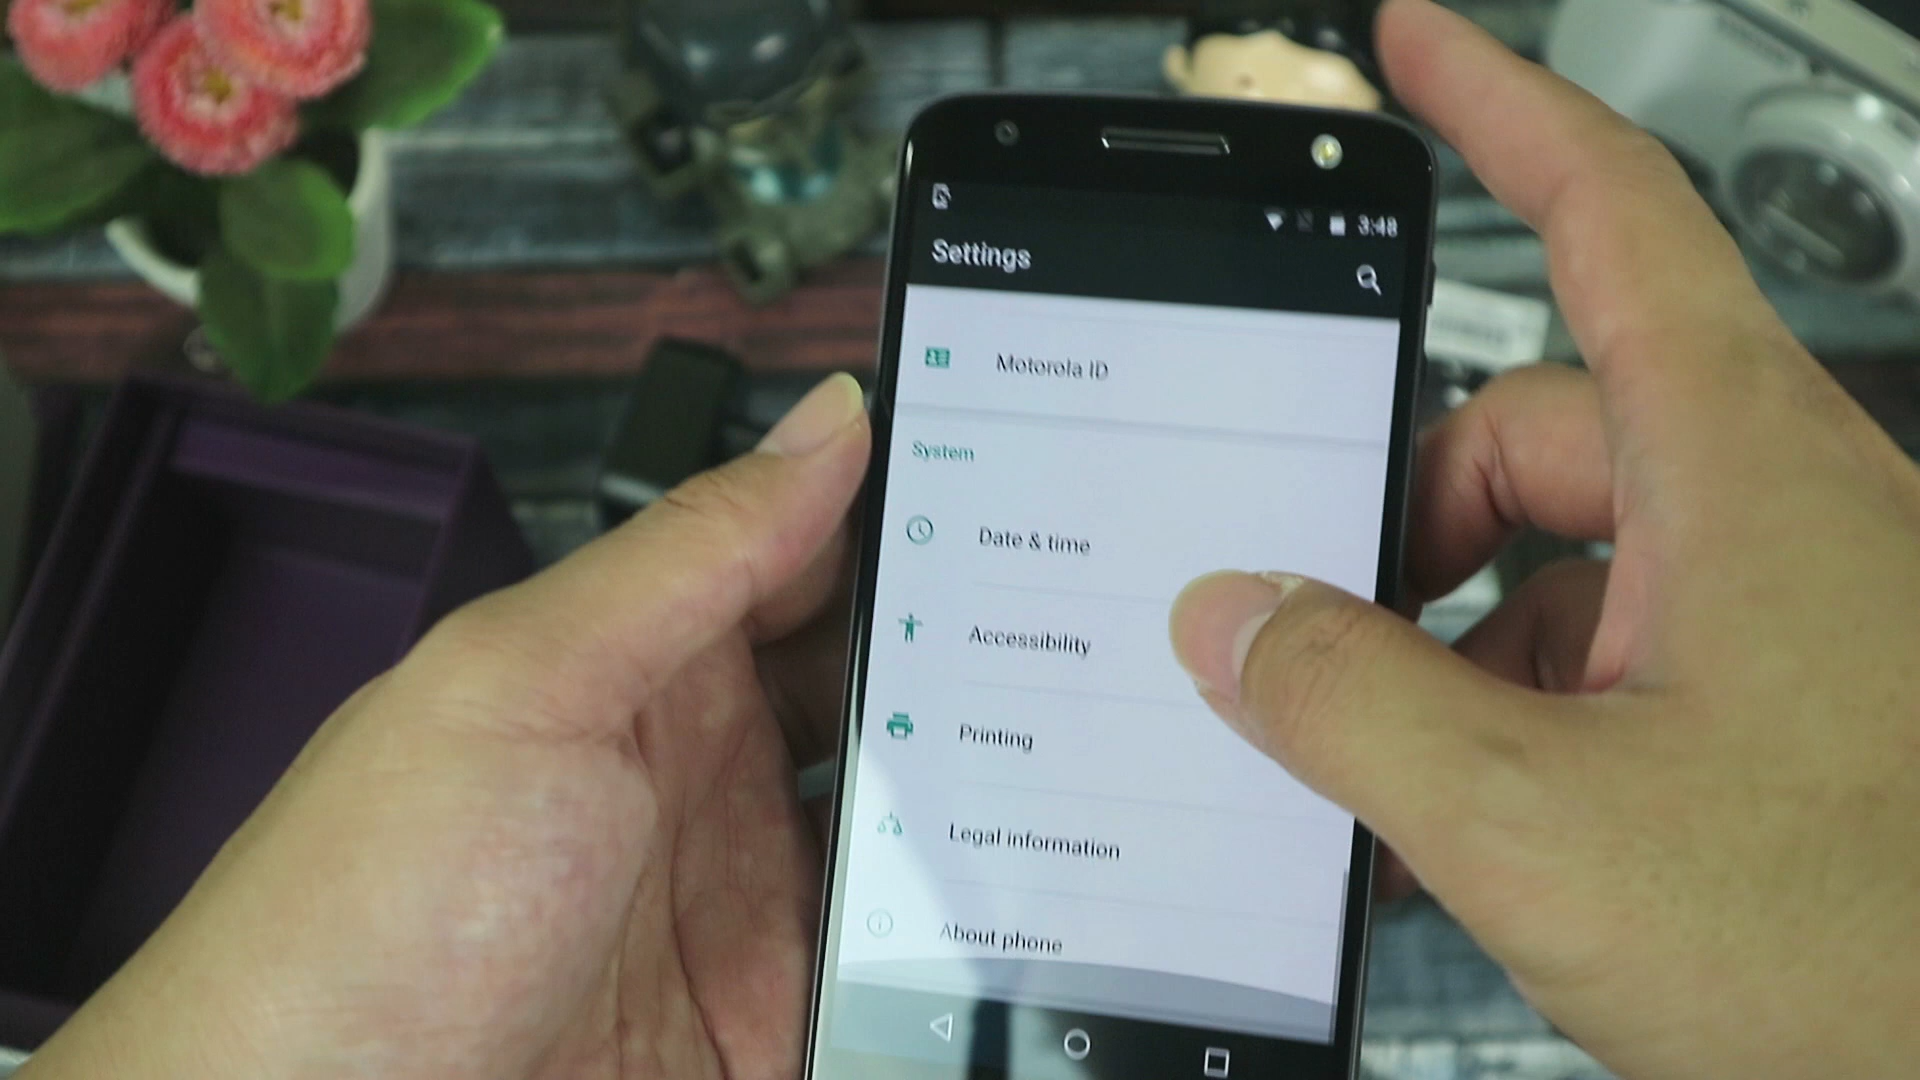 3:48
Settings
Motorola ID
System
Date & time
Accessibility
Printing
Legal information
About phone